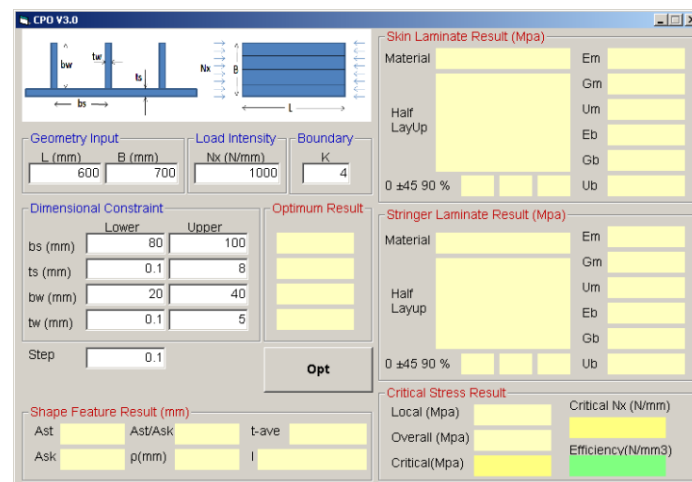 CPO V3.0
bw
tw
ts
bs
Nx
B
L
Geometry Input
L (mm) B (mm)
600 700
Load Intensity
Nx (N/mm)
1000
Boundary
K
4
Dimensional Constraint
Lower Upper
bs (mm) 80 100
ts (mm) 0.1 8
bw (mm) 20 40
tw (mm) 0.1 5
Optimum Result
Step 0.1
Opt
Shape Feature Result (mm)
Ast Ast/Ask t-ave
Ask ρ(mm) I
Skin Laminate Result (Mpa)
Material Em
Gm
Half
LayUp
Um
Eb
Gb
0 ±45 90 % Ub
Stringer Laminate Result (Mpa)
Material Em
Gm
Half
Layup
Um
Eb
Gb
0 ±45 90 % Ub
Critical Stress Result
Local (Mpa) Critical Nx (N/mm)
Overall (Mpa)
Critical(Mpa) Efficiency(N/mm3)